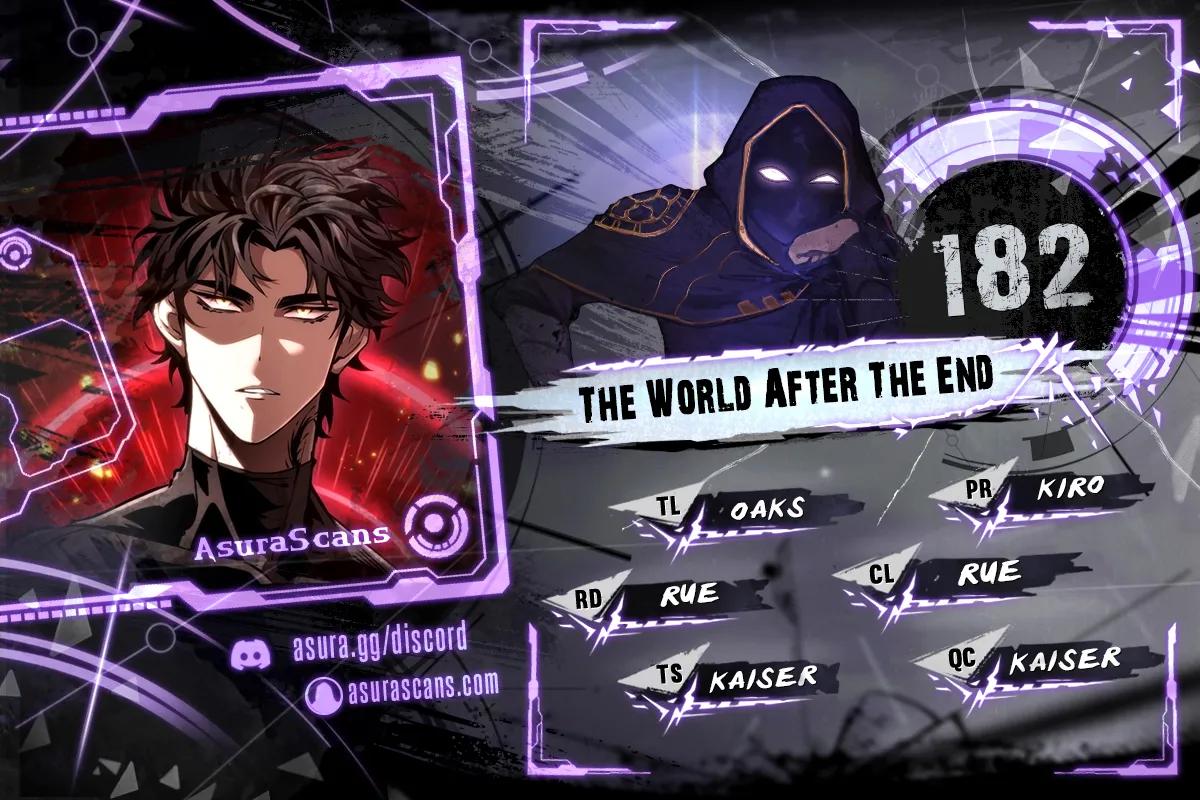 182
THE WORLD AFTER THE END
TL OAKS
PR KIRO
RD RUE
CL RUE
TS KAISER
QC KAISER
AsuraScans
asura.gg/discord
asurascans.com